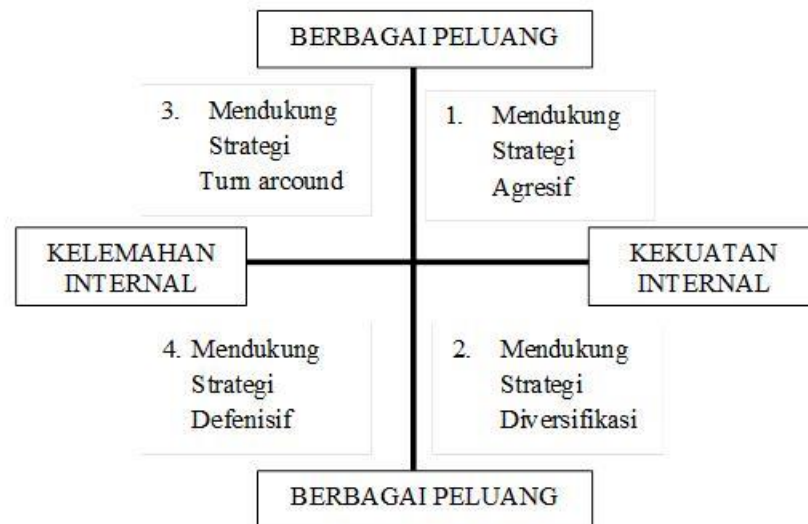 BERBAGAI PELUANG
3. Mendukung
Strategi
Turn arcound
1. Mendukung
Strategi
Agresif
KELEMAHAN
INTERNAL
KEKUATAN
INTERNAL
4. Mendukung
Strategi
Defenisif
2. Mendukung
Strategi
Diversifikasi
BERBAGAI PELUANG